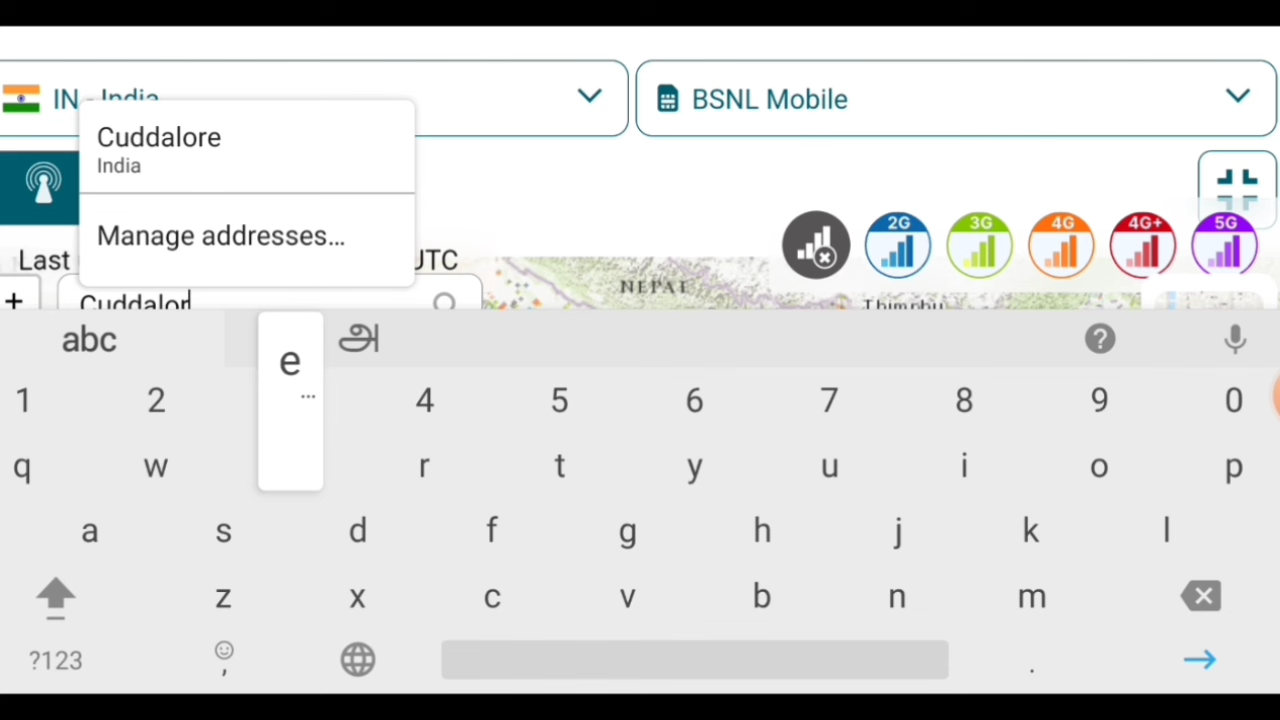 IN - India
BSNL Mobile
Cuddalore
India
Manage addresses...
Last
UTC
2G
3G
4G
4G+
5G
+
Cuddalor
NEPAL
Thimphu
abc
e
...
அ
?
1 2 4 5 6 7 8 9 0
q w r t y u i o p
a s d f g h j k l
z x c v b n m
?123 , .